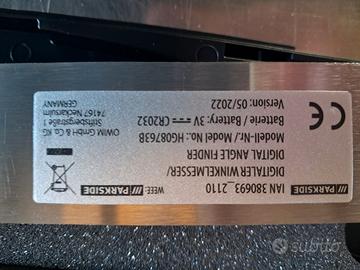 PARKSIDE
PARKSIDE
IAN 380693_2110
WEEE-
DIGITALER WINKELMESSER/
DIGITAL ANGLE FINDER
Modell-Nr./ Model No.: HG08763B
Batterie / Battery: 3V CR2032
Version: 05/2022
CE
OWIM GmbH & Co. KG
Stiftsbergstraße 1
74167 Neckarsulm
GERMANY
subito